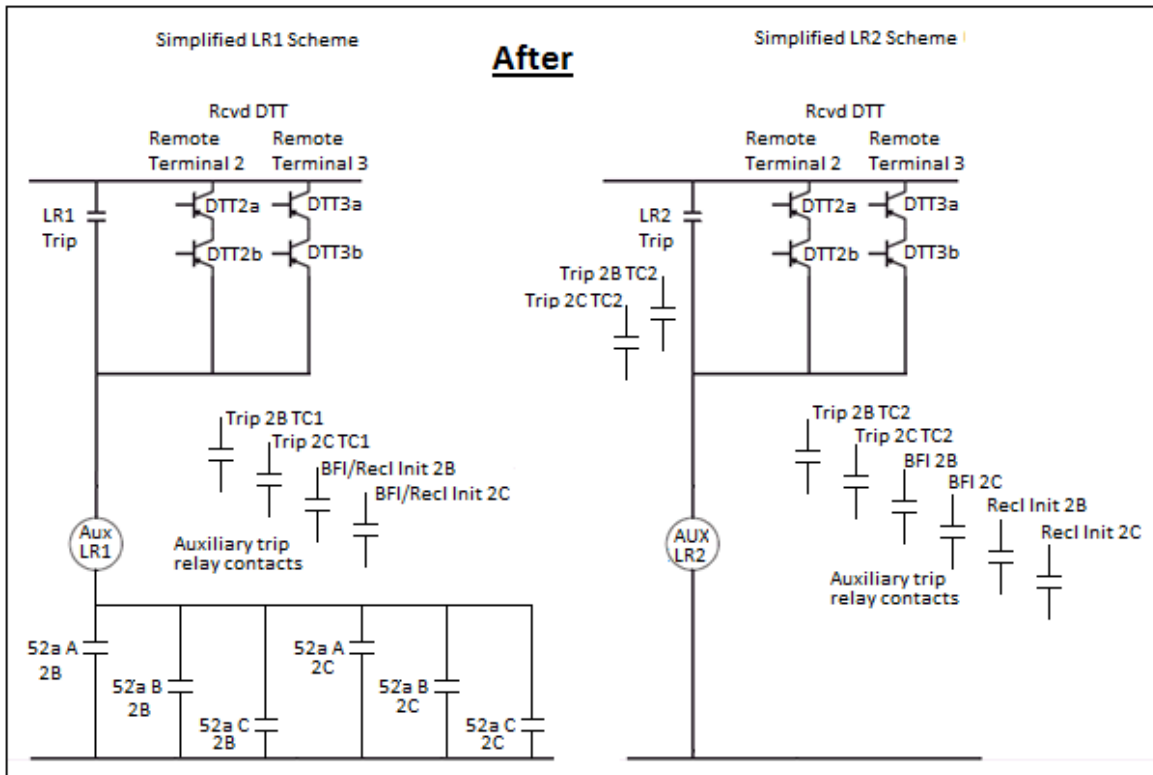 Simplified LR1 Scheme
After
Simplified LR2 Scheme
Rcvd DTT
Remote Terminal 2
Remote Terminal 3
LR1 Trip
DTT2a
DTT3a
DTT2b
DTT3b
Trip 2B TC1
Trip 2C TC1
BFI/Recl Init 2B
BFI/Recl Init 2C
Aux LR1
Auxiliary trip
relay contacts
52a A
2B
52a B
2B
52a C
2B
52a A
2C
52a B
2C
52a C
2C
Rcvd DTT
Remote Terminal 2
Remote Terminal 3
LR2 Trip
DTT2a
DTT3a
DTT2b
DTT3b
Trip 2B TC2
Trip 2C TC2
Trip 2B TC2
Trip 2C TC2
BFI 2B
BFI 2C
Recl Init 2B
Recl Init 2C
AUX LR2
Auxiliary trip
relay contacts